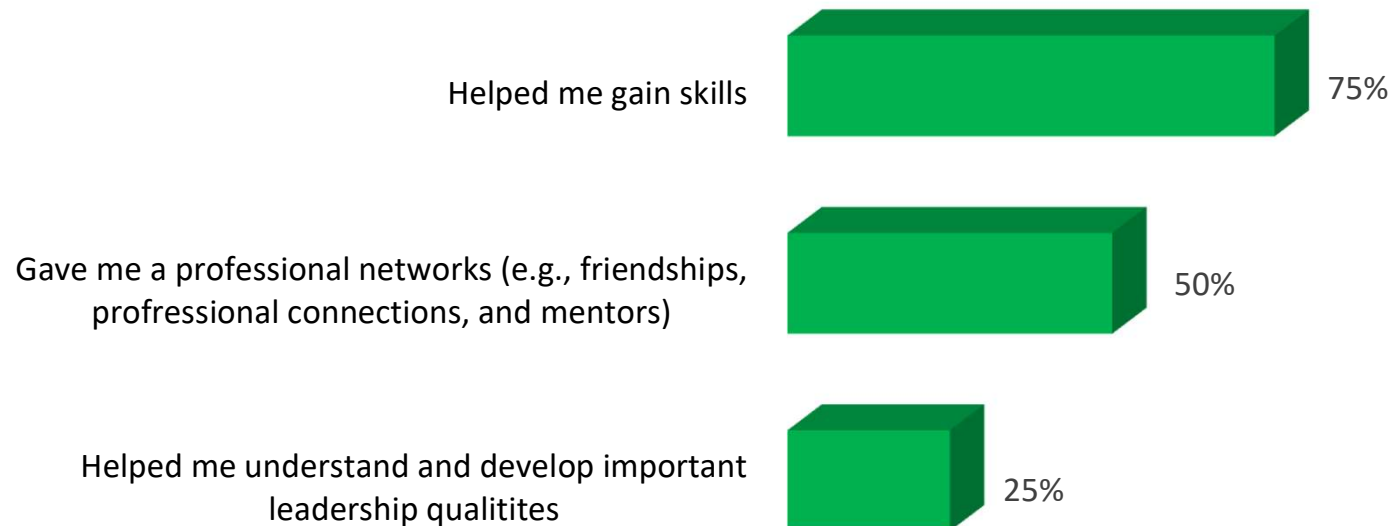 Helped me gain skills
75%
Gave me a professional networks (e.g., friendships,
profressional connections, and mentors)
50%
Helped me understand and develop important
leadership qualitites
25%